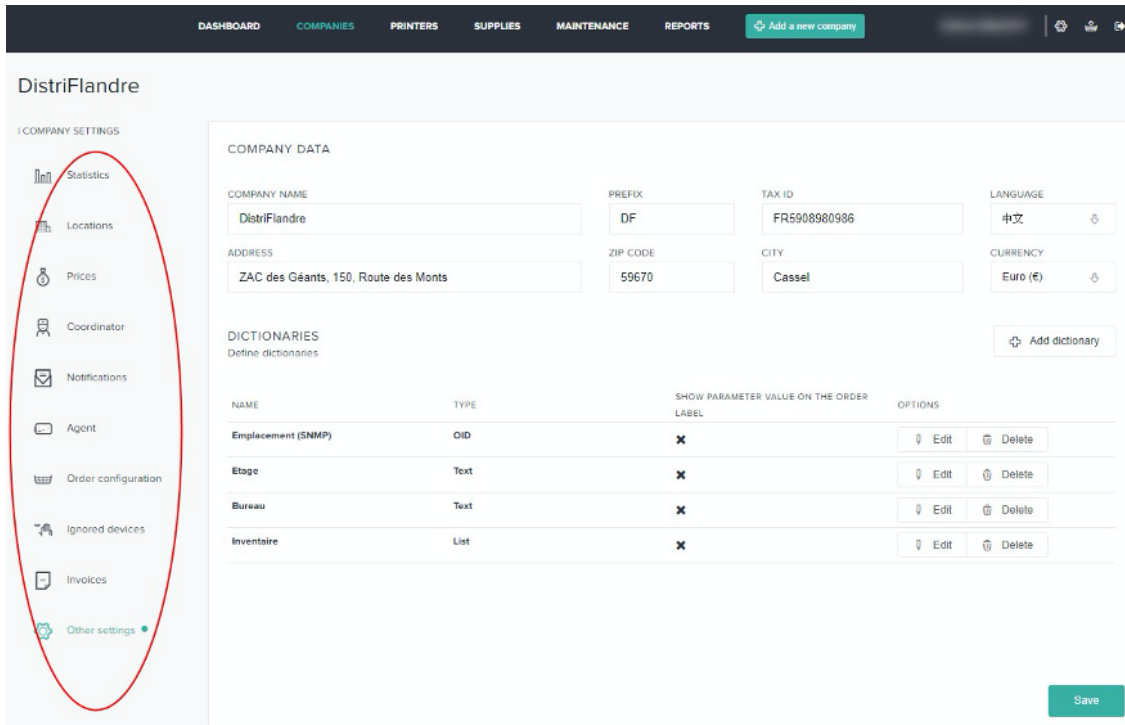 DASHBOARD COMPANIES PRINTERS SUPPLIES MAINTENANCE REPORTS Add a new company
DistriFlandre
COMPANY SETTINGS
Statistics
Locations
Prices
Coordinator
Notifications
Agent
Order configuration
Ignored devices
Invoices
Other settings
COMPANY DATA
COMPANY NAME PREFIX TAX ID LANGUAGE
DistriFlandre DF FR5908980986 中文
ADDRESS ZIP CODE CITY CURRENCY
ZAC des Géants, 150, Route des Monts 59670 Cassel Euro (€)
DICTIONARIES
Define dictionaries
Add dictionary
NAME TYPE SHOW PARAMETER VALUE ON THE ORDER LABEL OPTIONS
Emplacement (SNMP) OID Edit Delete
Etage Text Edit Delete
Bureau Text Edit Delete
Inventaire List Edit Delete
Save